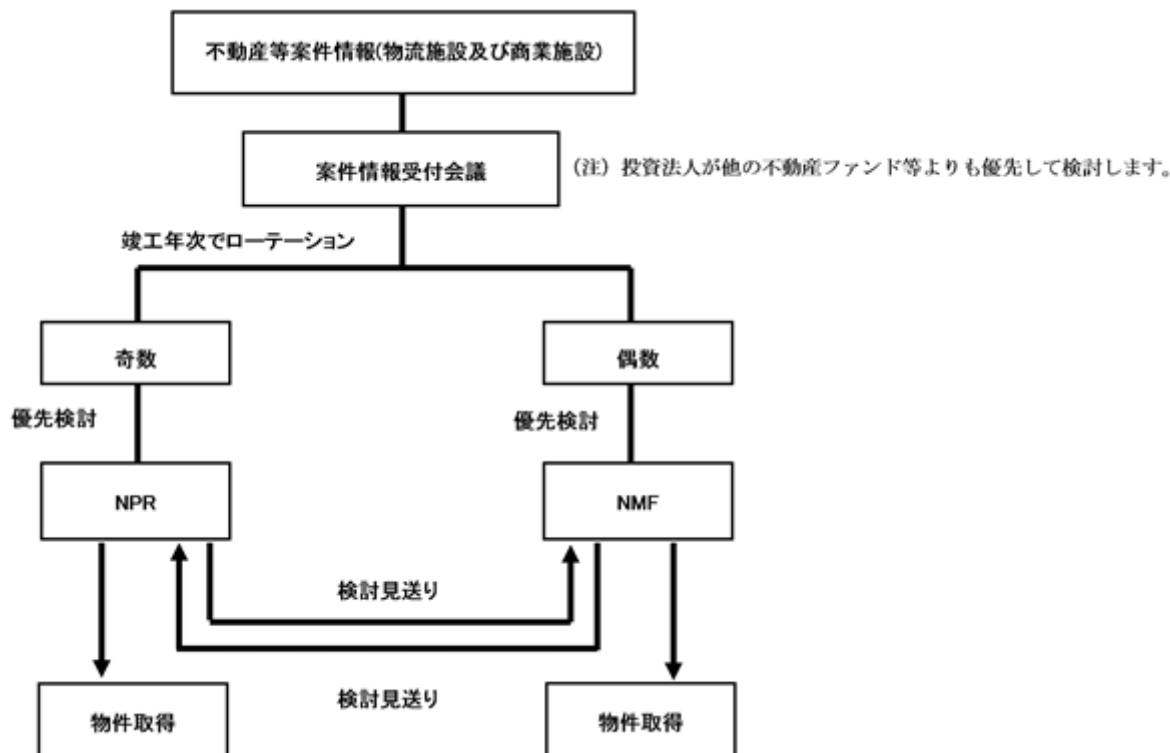 不動産等案件情報(物流施設及び商業施設)
案件情報受付会議
(注) 投資法人が他の不動産ファンド等よりも優先して検討します。
竣工年次でローテーション
奇数
偶数
優先検討
優先検討
NPR
NMF
検討見送り
検討見送り
物件取得
物件取得